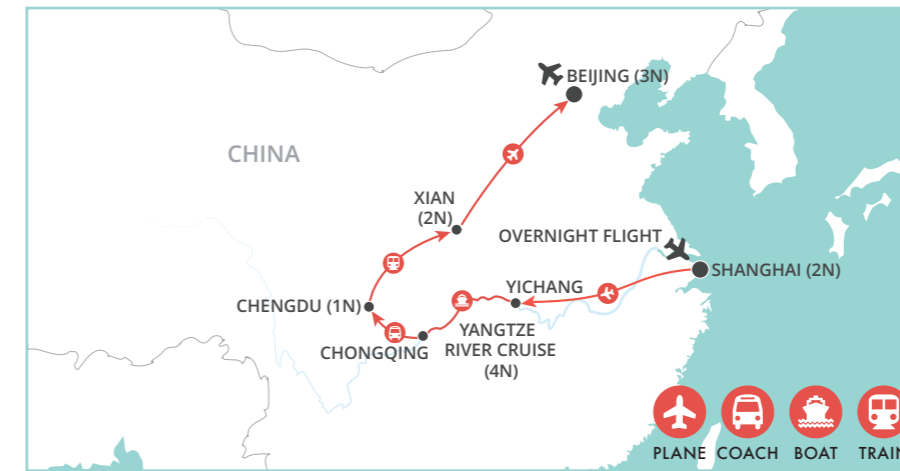 BEIJING (3N)
CHINA
XIAN
(2N)
OVERNIGHT FLIGHT
SHANGHAI (2N)
YICHANG
CHENGDU (1N)
YANGTZE
RIVER CRUISE
(4N)
CHONGQING
PLANE COACH BOAT TRAIN